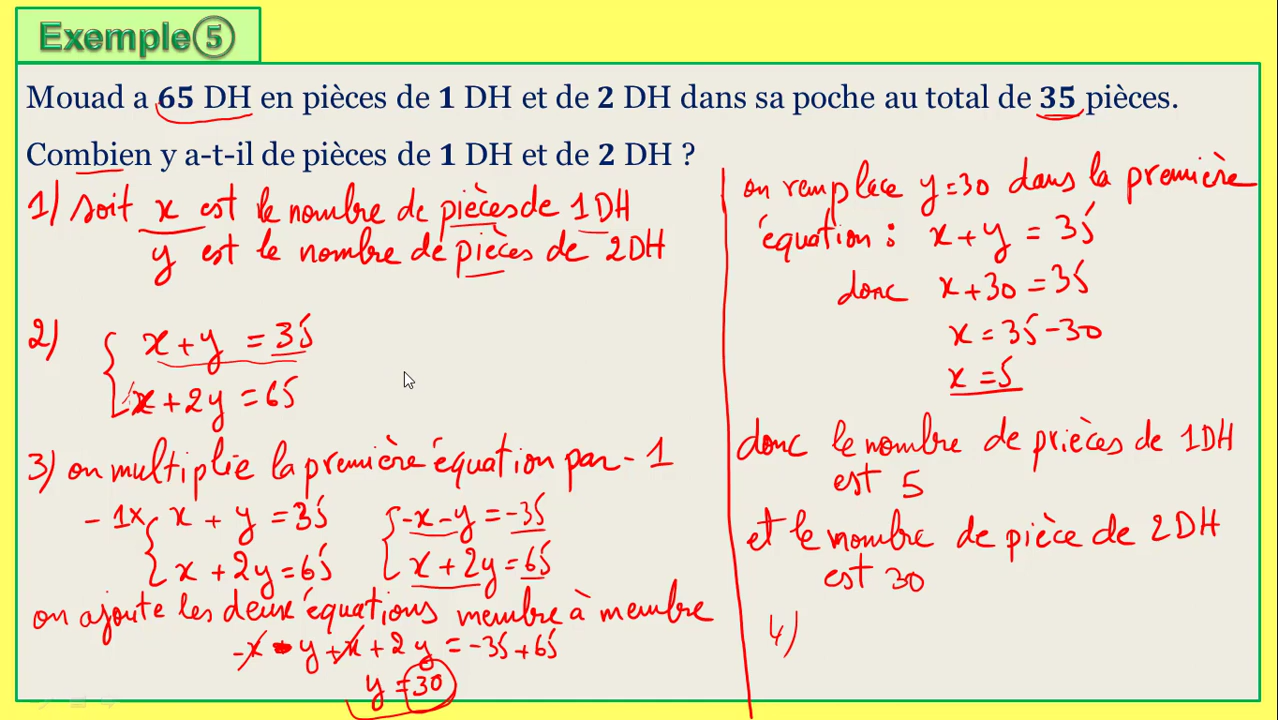 Exemple⑤
Mouad a 65 DH en pièces de 1 DH et de 2 DH dans sa poche au total de 35 pièces.
Combien y a-t-il de pièces de 1 DH et de 2 DH ?
1) soit x est le nombre de pièces de 1DH
y est le nombre de pièces de 2DH
2)
x+y = 35
x+2y = 65
3) on multiplie la première équation par -1
-1× x + y = 35
x + 2y = 65
-x-y = -35
x+2y = 65
on ajoute les deux équations membre à membre
-x - y + x + 2y = -35+65
y = 30
on remplace y=30 dans la première
équation : x + y = 35
donc x + 30 = 35
x = 35-30
x = 5
donc le nombre de prièces de 1DH
est 5
et le nombre de pièce de 2DH
est 30
4)